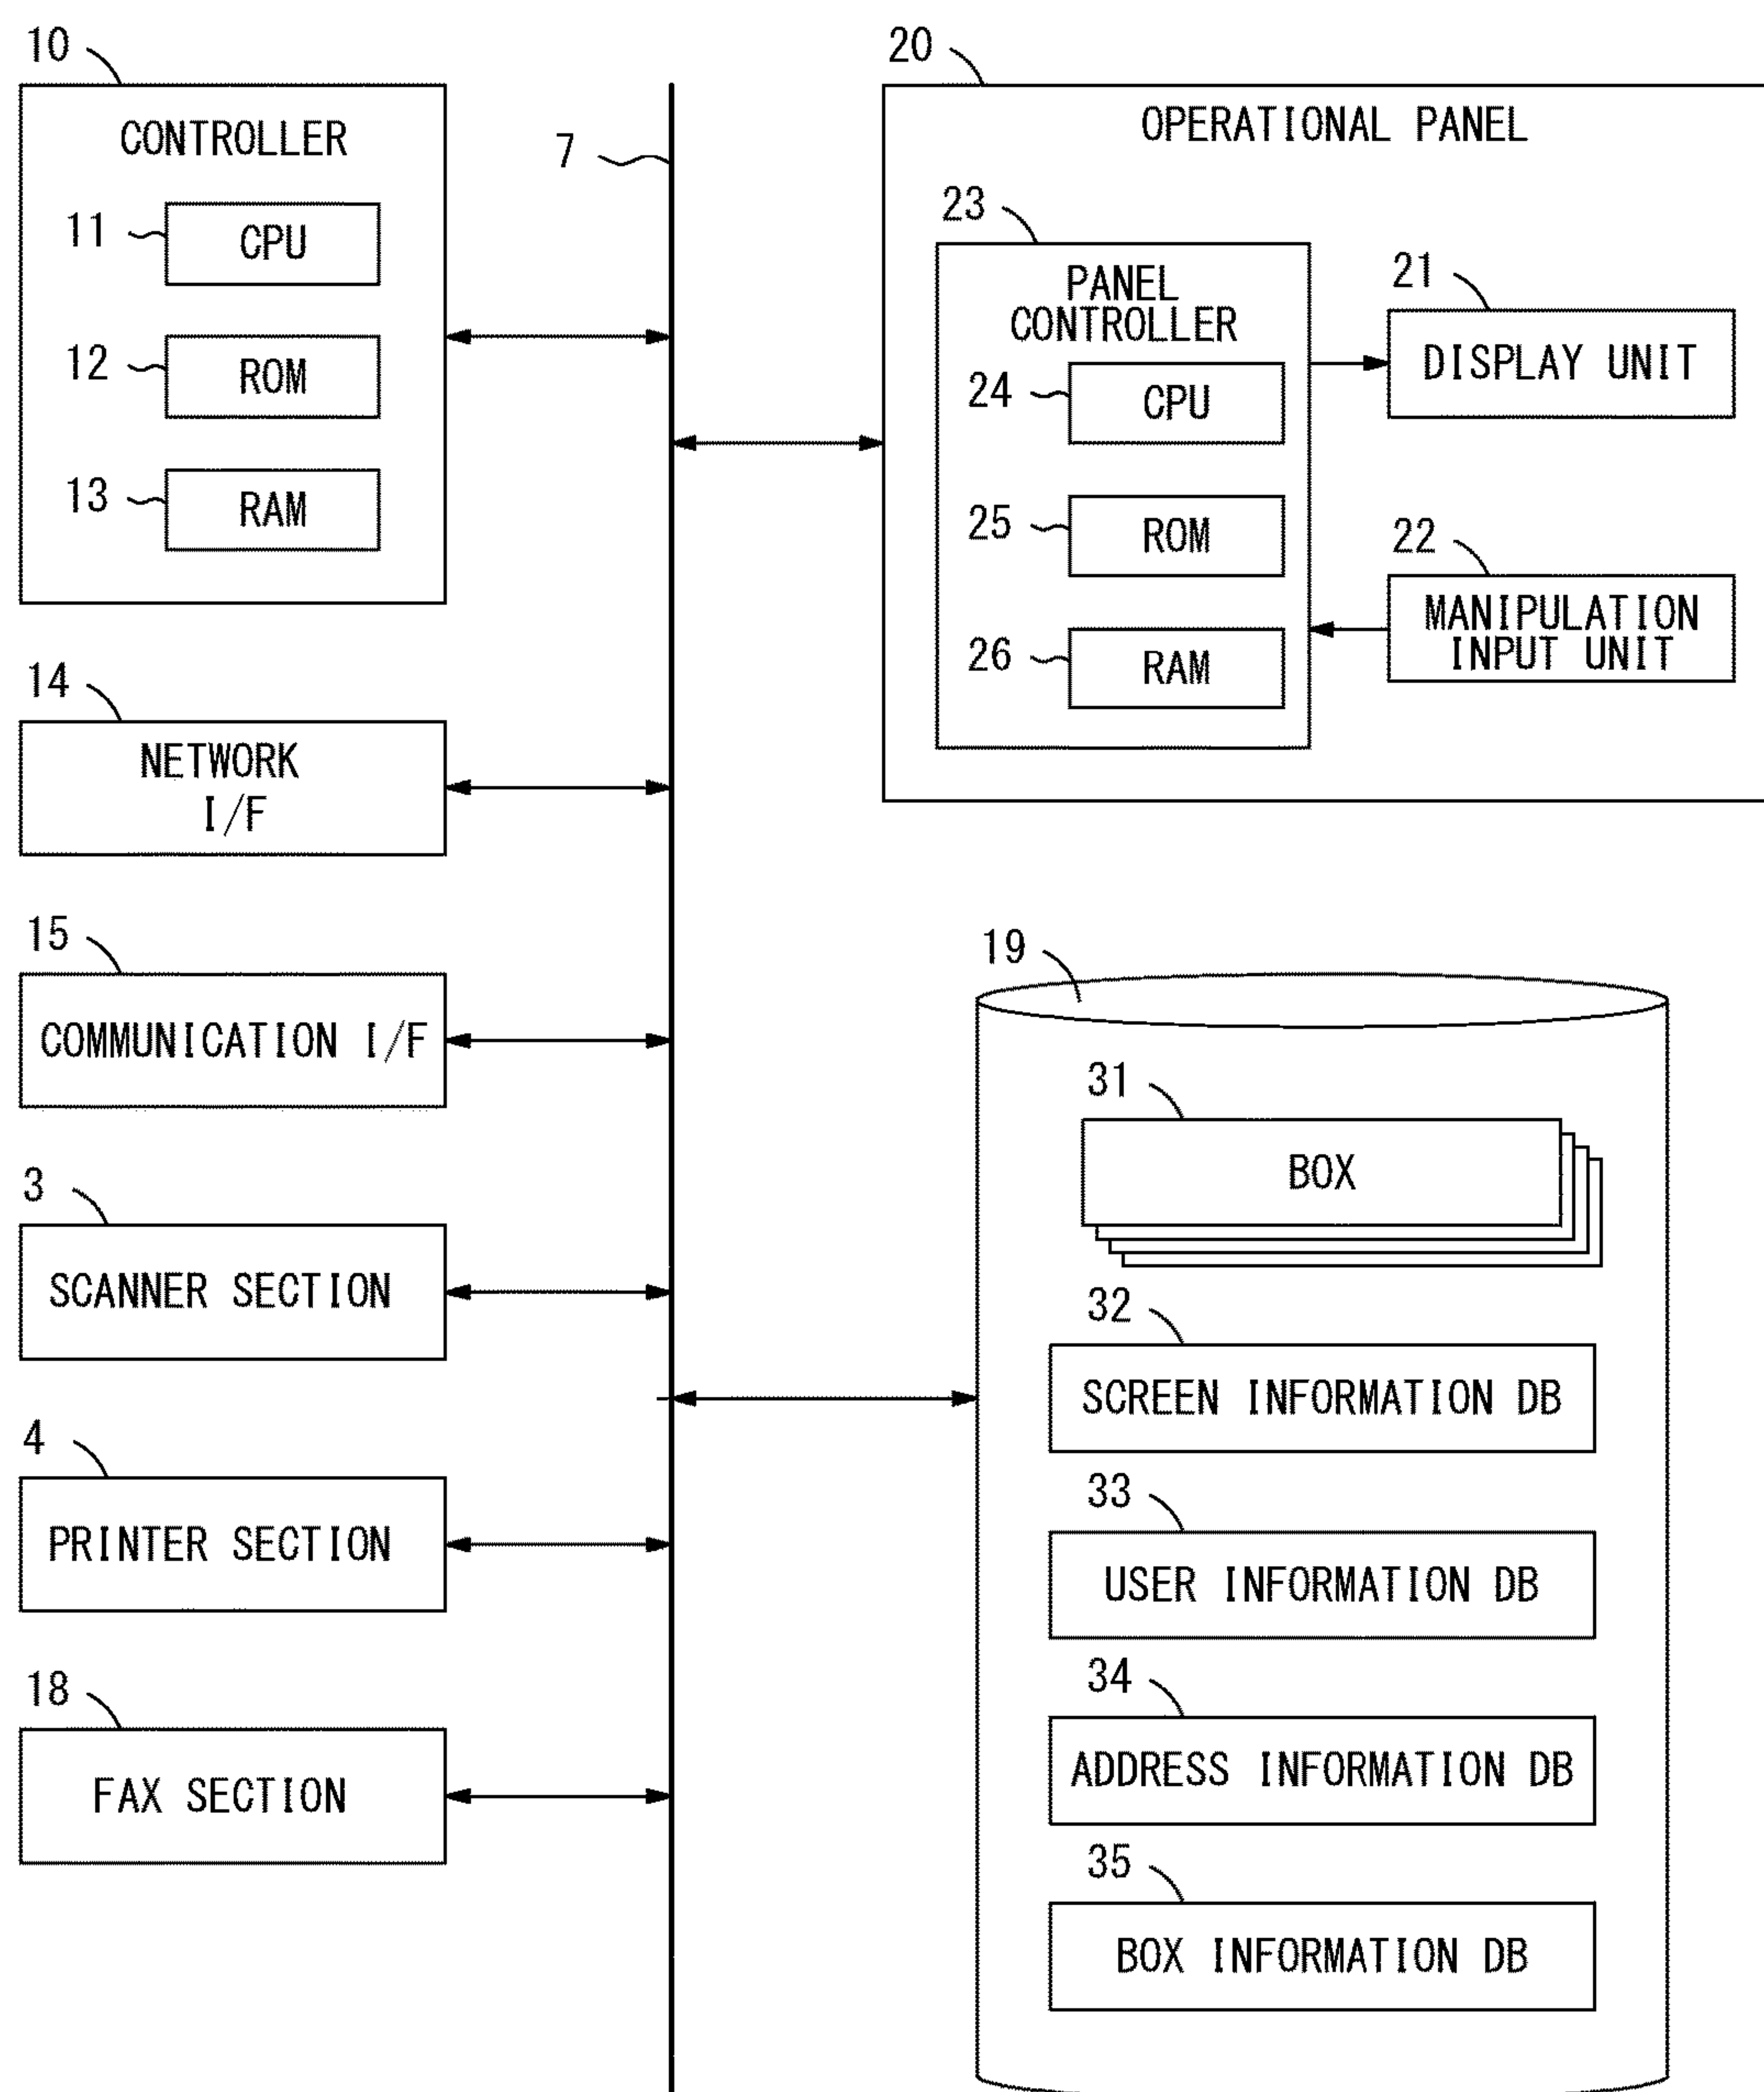 10
CONTROLLER
11
CPU
12
ROM
13
RAM
14
NETWORK
I/F
15
COMMUNICATION I/F
3
SCANNER SECTION
4
PRINTER SECTION
18
FAX SECTION
7
20
OPERATIONAL PANEL
23
PANEL
CONTROLLER
24
CPU
25
ROM
26
RAM
21
DISPLAY UNIT
22
MANIPULATION
INPUT UNIT
19
31
BOX
32
SCREEN INFORMATION DB
33
USER INFORMATION DB
34
ADDRESS INFORMATION DB
35
BOX INFORMATION DB